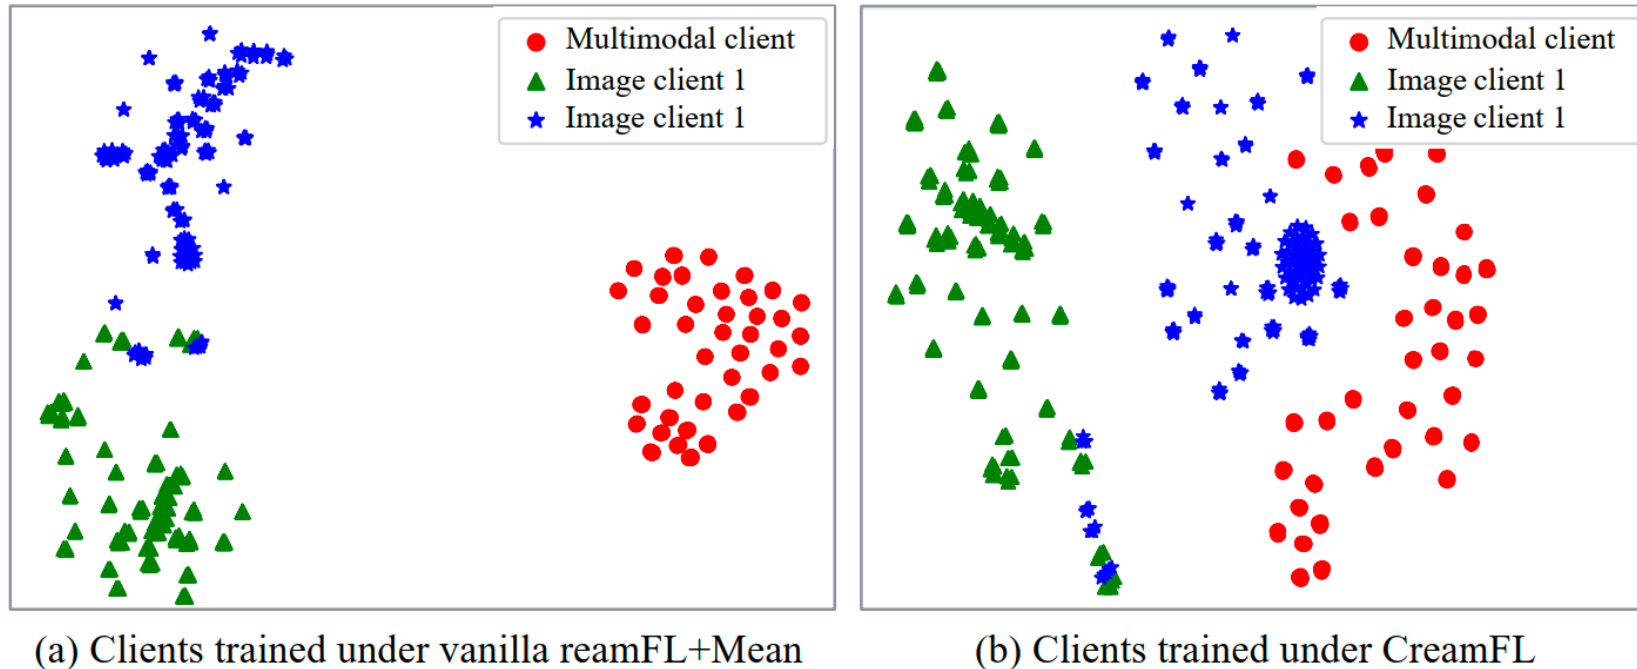 Multimodal client
Image client 1
Image client 1
Multimodal client
Image client 1
Image client 1
(a) Clients trained under vanilla reamFL+Mean
(b) Clients trained under CreamFL